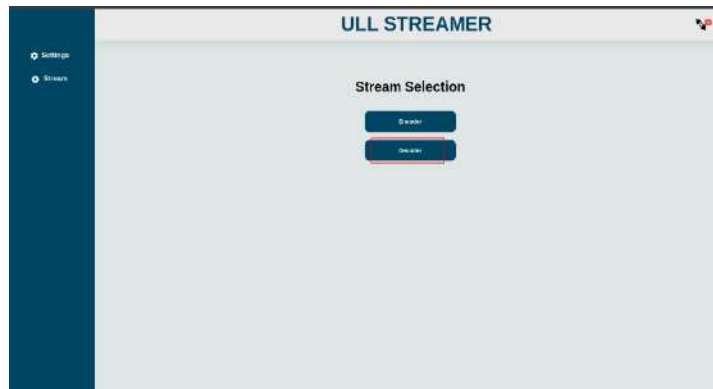 ULL STREAMER
Settings
Stream
Stream Selection
Encoder
Decoder